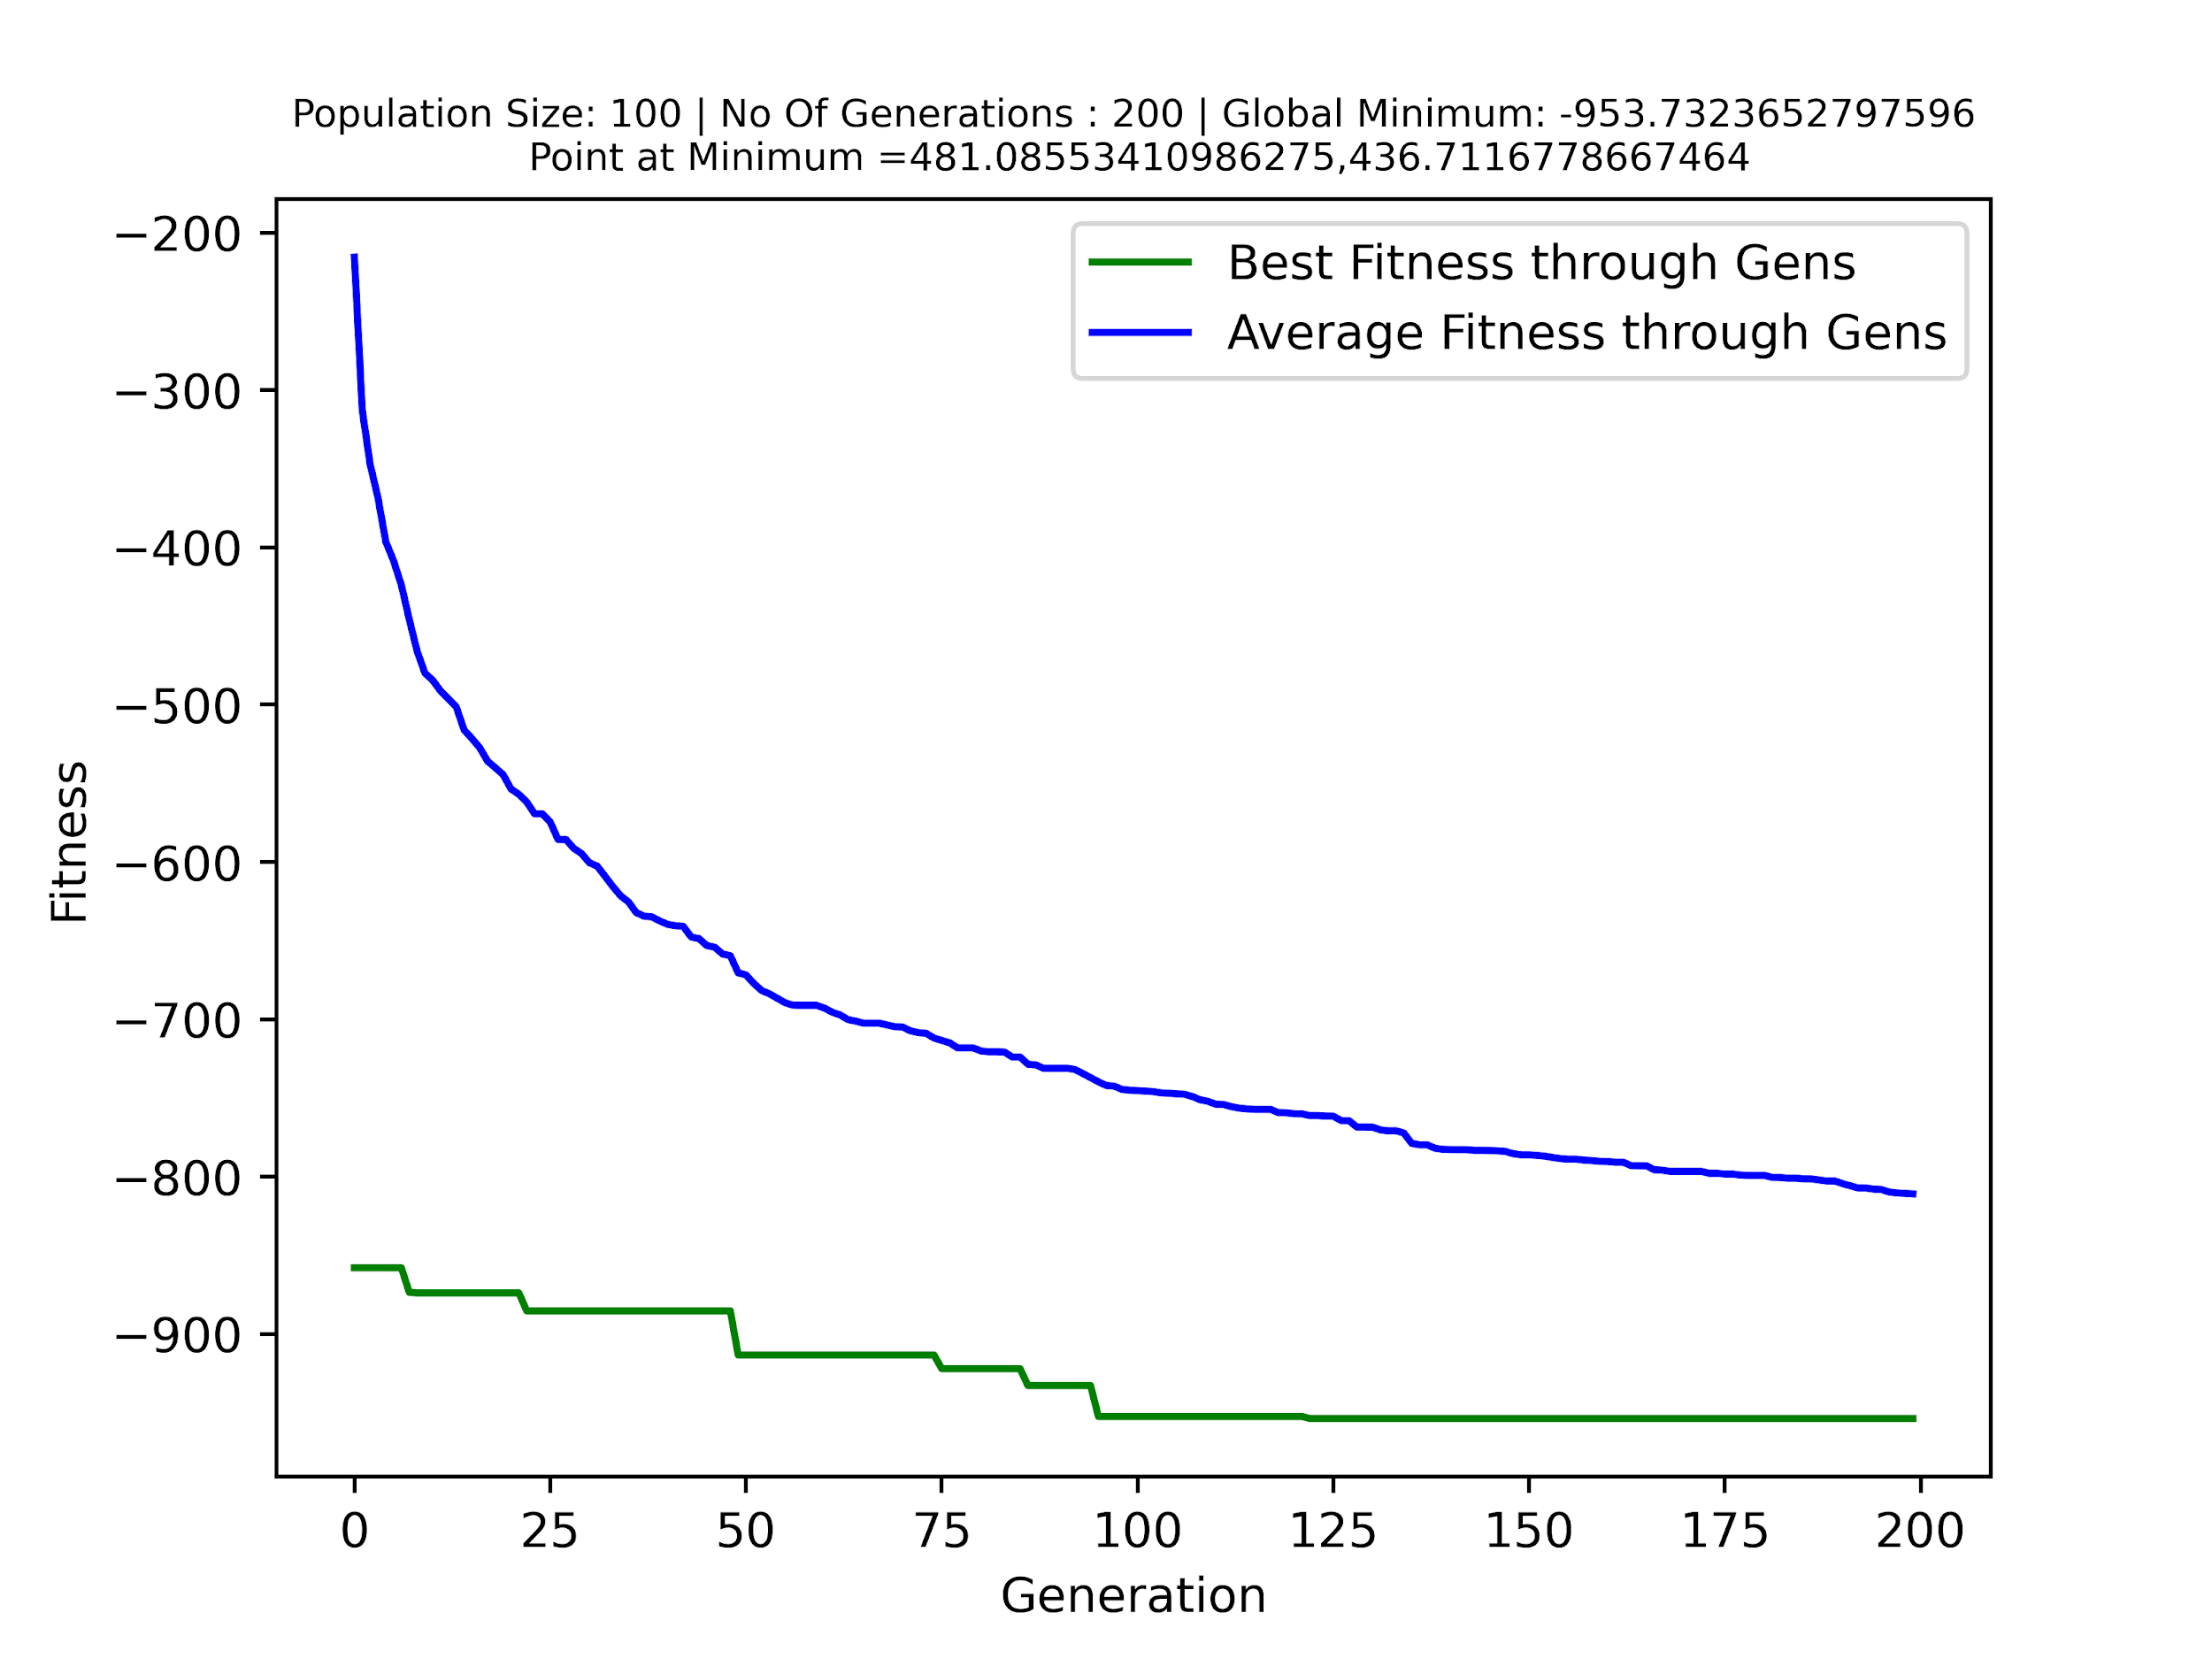 Population Size: 100 | No Of Generations : 200 | Global Minimum: -953.7323652797596
Point at Minimum =481.08553410986275,436.7116778667464
Best Fitness through Gens
Average Fitness through Gens
−200
−300
−400
−500
−600
−700
−800
−900
Fitness
0 25 50 75 100 125 150 175 200
Generation